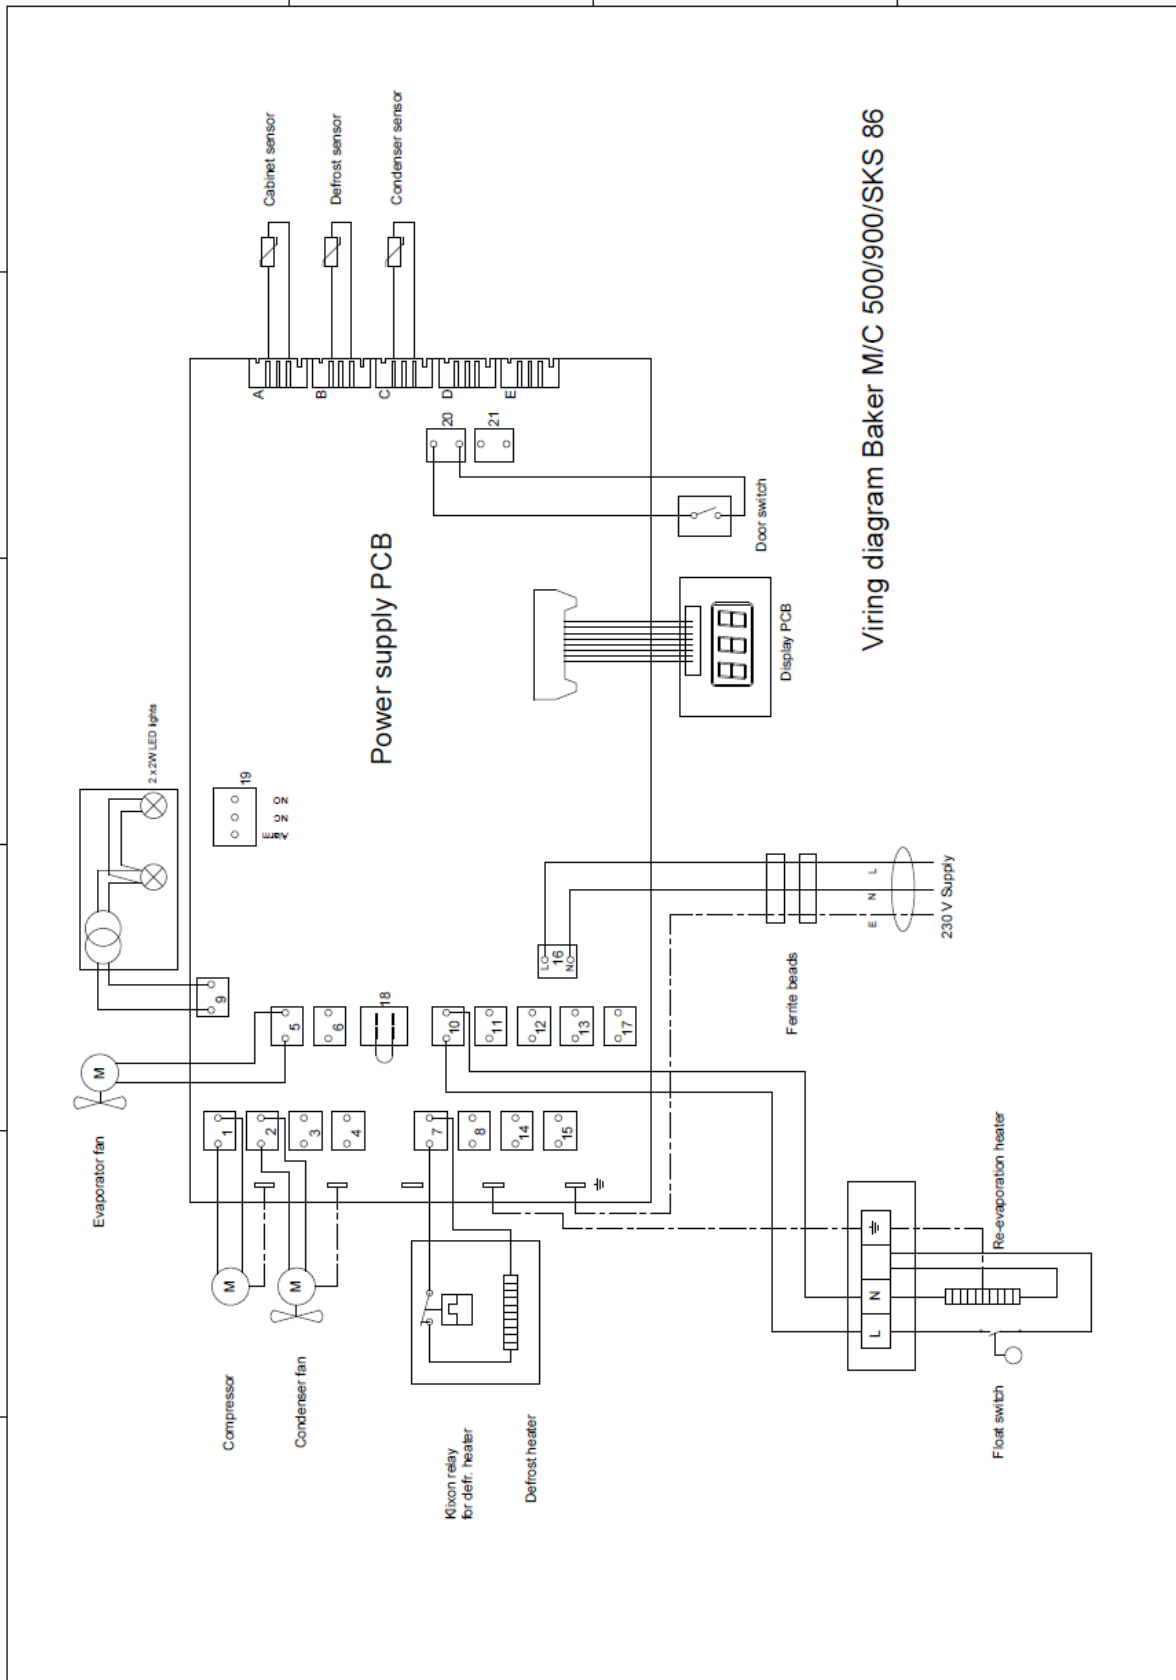 Viring diagram Baker M/C 500/900/SKS 86
Power supply PCB
Compressor
Condenser fan
Evaporator fan
Klixon relay
for defr. heater
Defrost heater
Float switch
Re-evaporation heater
Ferrite beads
230 V Supply
E
N
L
2 x 2W LED lights
Display PCB
Door switch
Cabinet sensor
Defrost sensor
Condenser sensor
A
B
C
D
E
M
M
M
1
2
3
4
7
8
14
15
5
6
18
10
11
12
13
17
9
L
16
N
19
Alarm
NC
NO
20
21
L
N